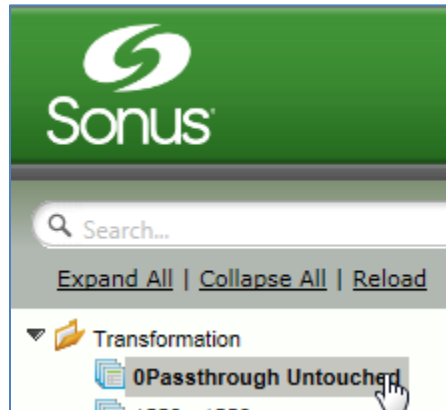 Sonus
Search...
Expand All | Collapse All | Reload
Transformation
0Passthrough Untouched